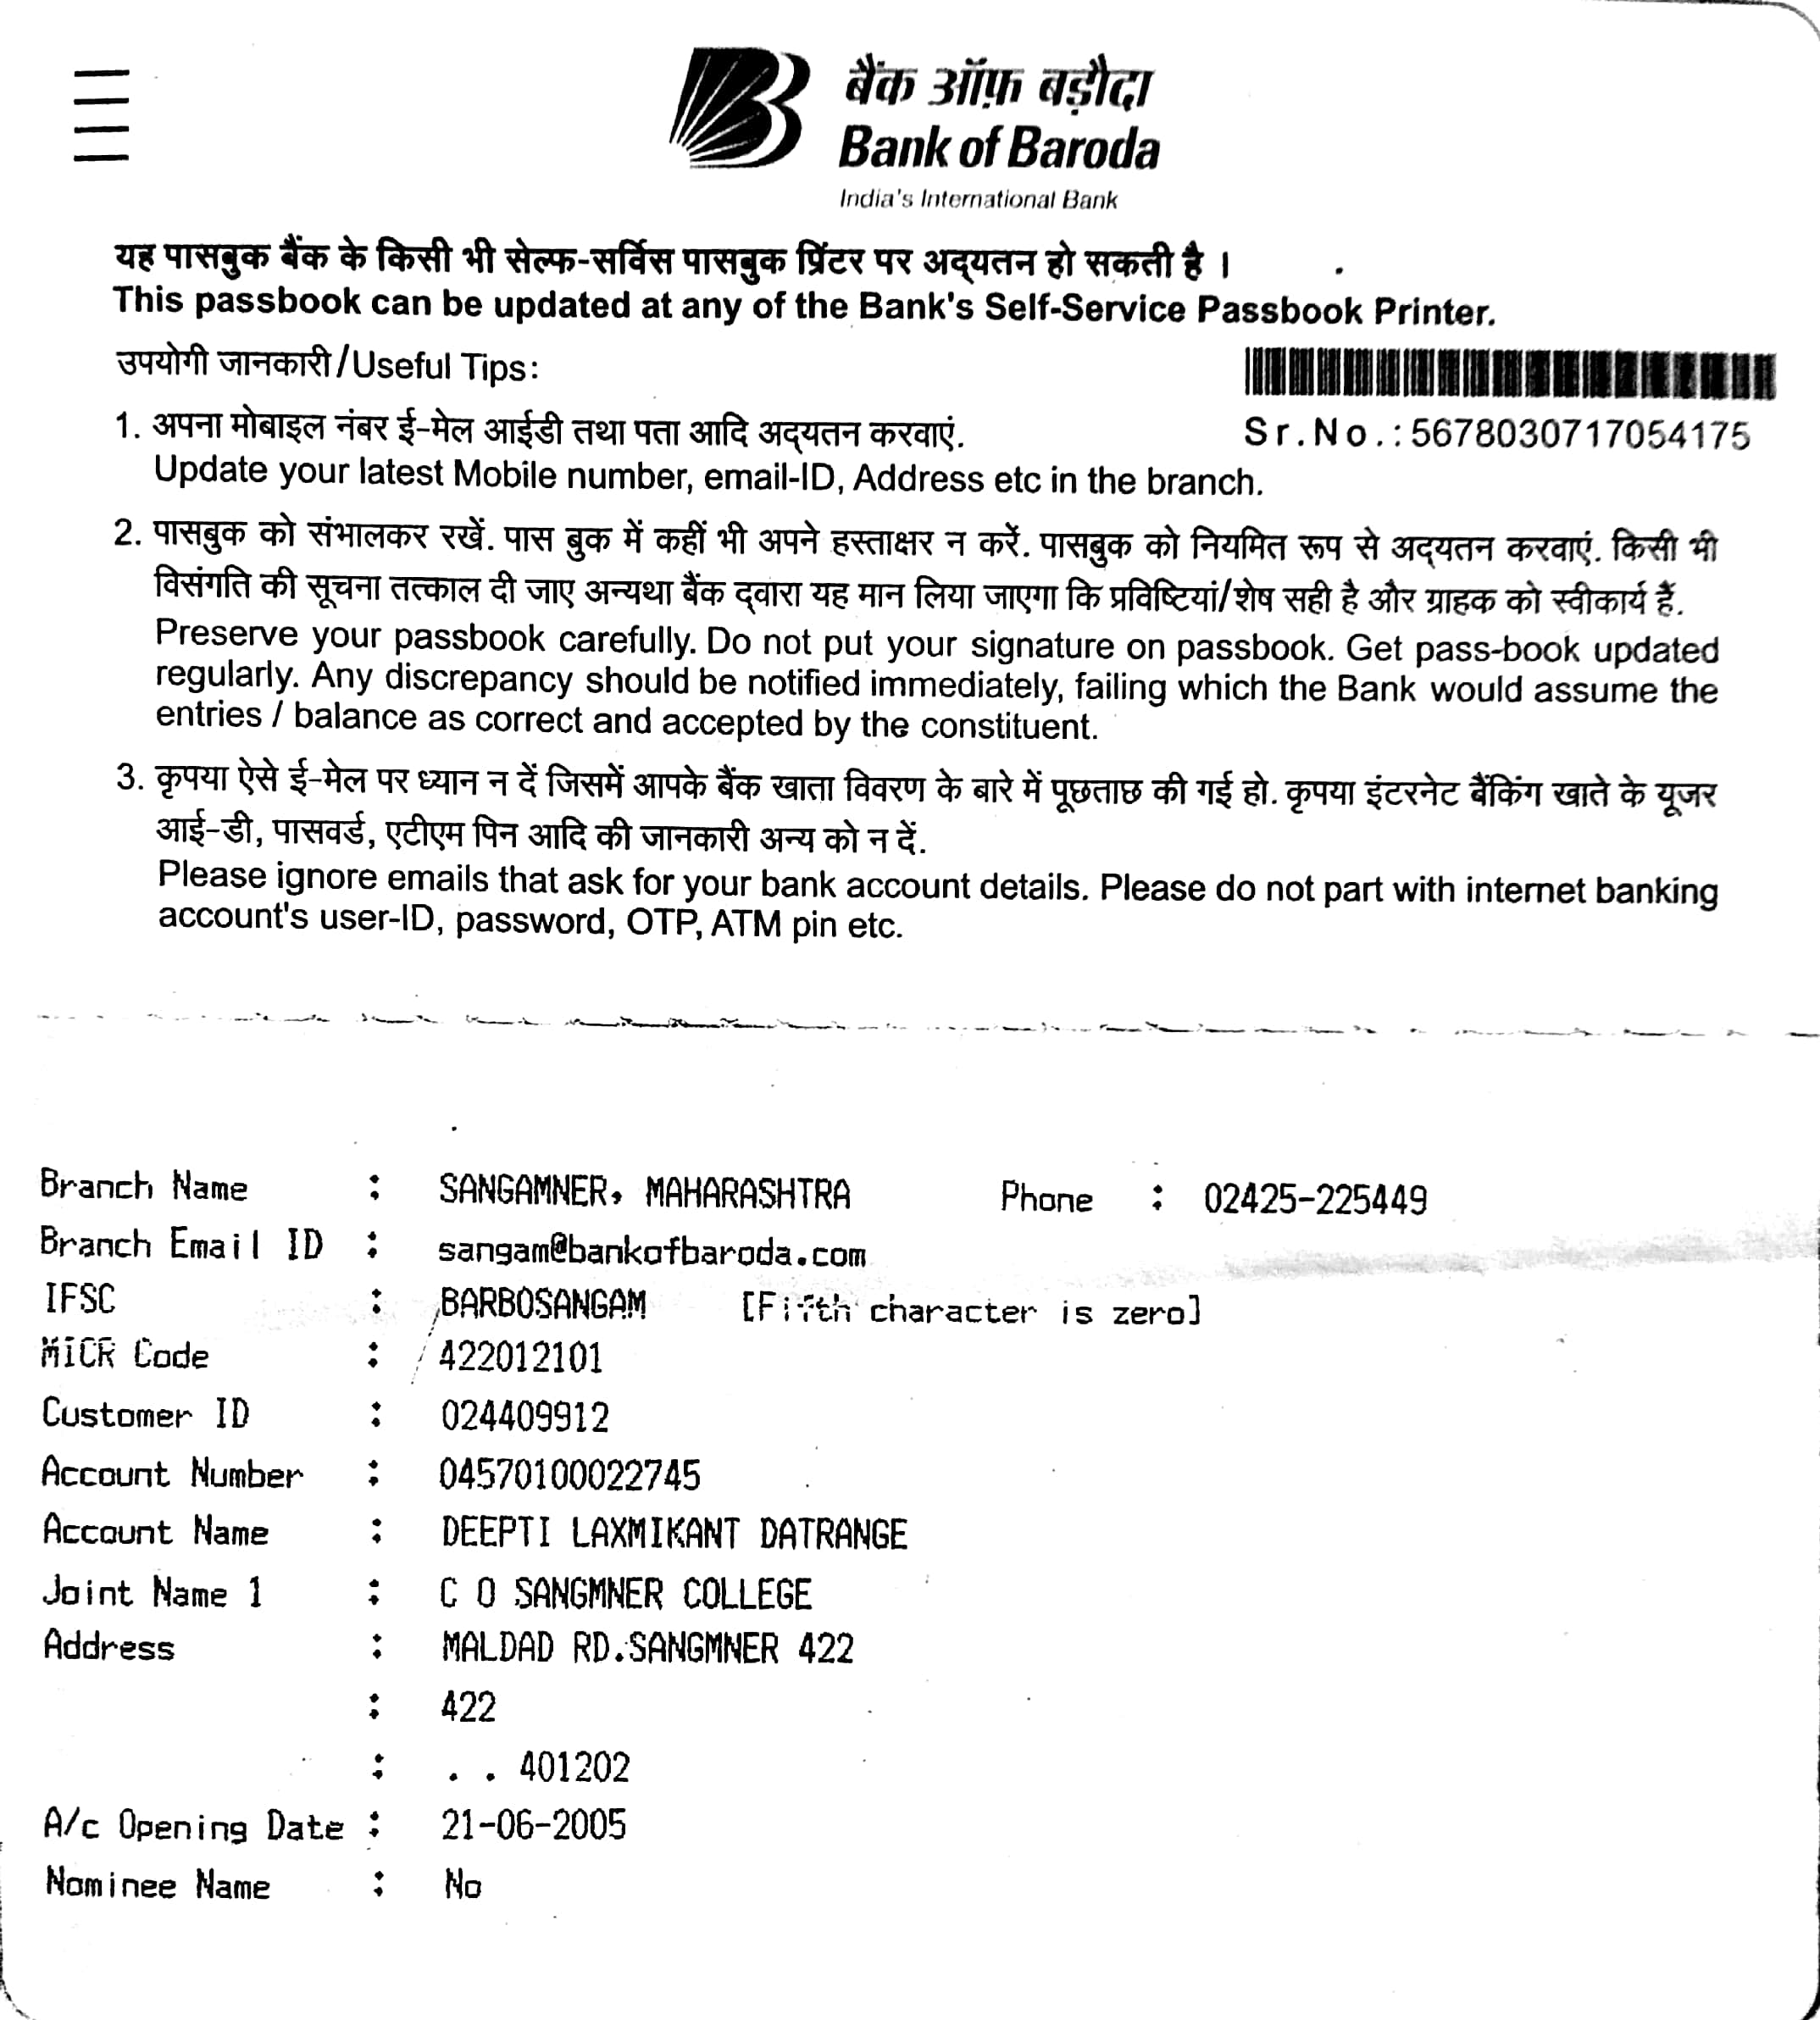 बैंक ऑफ़ बड़ौदा
Bank of Baroda
India's International Bank
यह पासबुक बैंक के किसी भी सेल्फ-सर्विस पासबुक प्रिंटर पर अद्यतन हो सकती है ।
This passbook can be updated at any of the Bank's Self-Service Passbook Printer.
उपयोगी जानकारी/Useful Tips:
1. अपना मोबाइल नंबर ई-मेल आईडी तथा पता आदि अद्यतन करवाएं.
Sr.No.:5678030717054175
Update your latest Mobile number, email-ID, Address etc in the branch.
2. पासबुक को संभालकर रखें. पास बुक में कहीं भी अपने हस्ताक्षर न करें. पासबुक को नियमित रूप से अद्यतन करवाएं. किसी भी
विसंगति की सूचना तत्काल दी जाए अन्यथा बैंक द्वारा यह मान लिया जाएगा कि प्रविष्टियां/शेष सही है और ग्राहक को स्वीकार्य हैं.
Preserve your passbook carefully. Do not put your signature on passbook. Get pass-book updated
regularly. Any discrepancy should be notified immediately, failing which the Bank would assume the
entries / balance as correct and accepted by the constituent.
3. कृपया ऐसे ई-मेल पर ध्यान न दें जिसमें आपके बैंक खाता विवरण के बारे में पूछताछ की गई हो. कृपया इंटरनेट बैंकिंग खाते के यूजर
आई-डी, पासवर्ड, एटीएम पिन आदि की जानकारी अन्य को न दें.
Please ignore emails that ask for your bank account details. Please do not part with internet banking
account's user-ID, password, OTP, ATM pin etc.
Branch Name : SANGAMNER, MAHARASHTRA Phone : 02425-225449
Branch Email ID : sangam@bankofbaroda.com
IFSC : BARB0SANGAM [Fifth character is zero]
MICR Code : 422012101
Customer ID : 024409912
Account Number : 04570100022745
Account Name : DEEPTI LAXMIKANT DATRANGE
Joint Name 1 : C O SANGMNER COLLEGE
Address : MALDAD RD.SANGMNER 422
: 422
: . . 401202
A/c Opening Date : 21-06-2005
Nominee Name : No